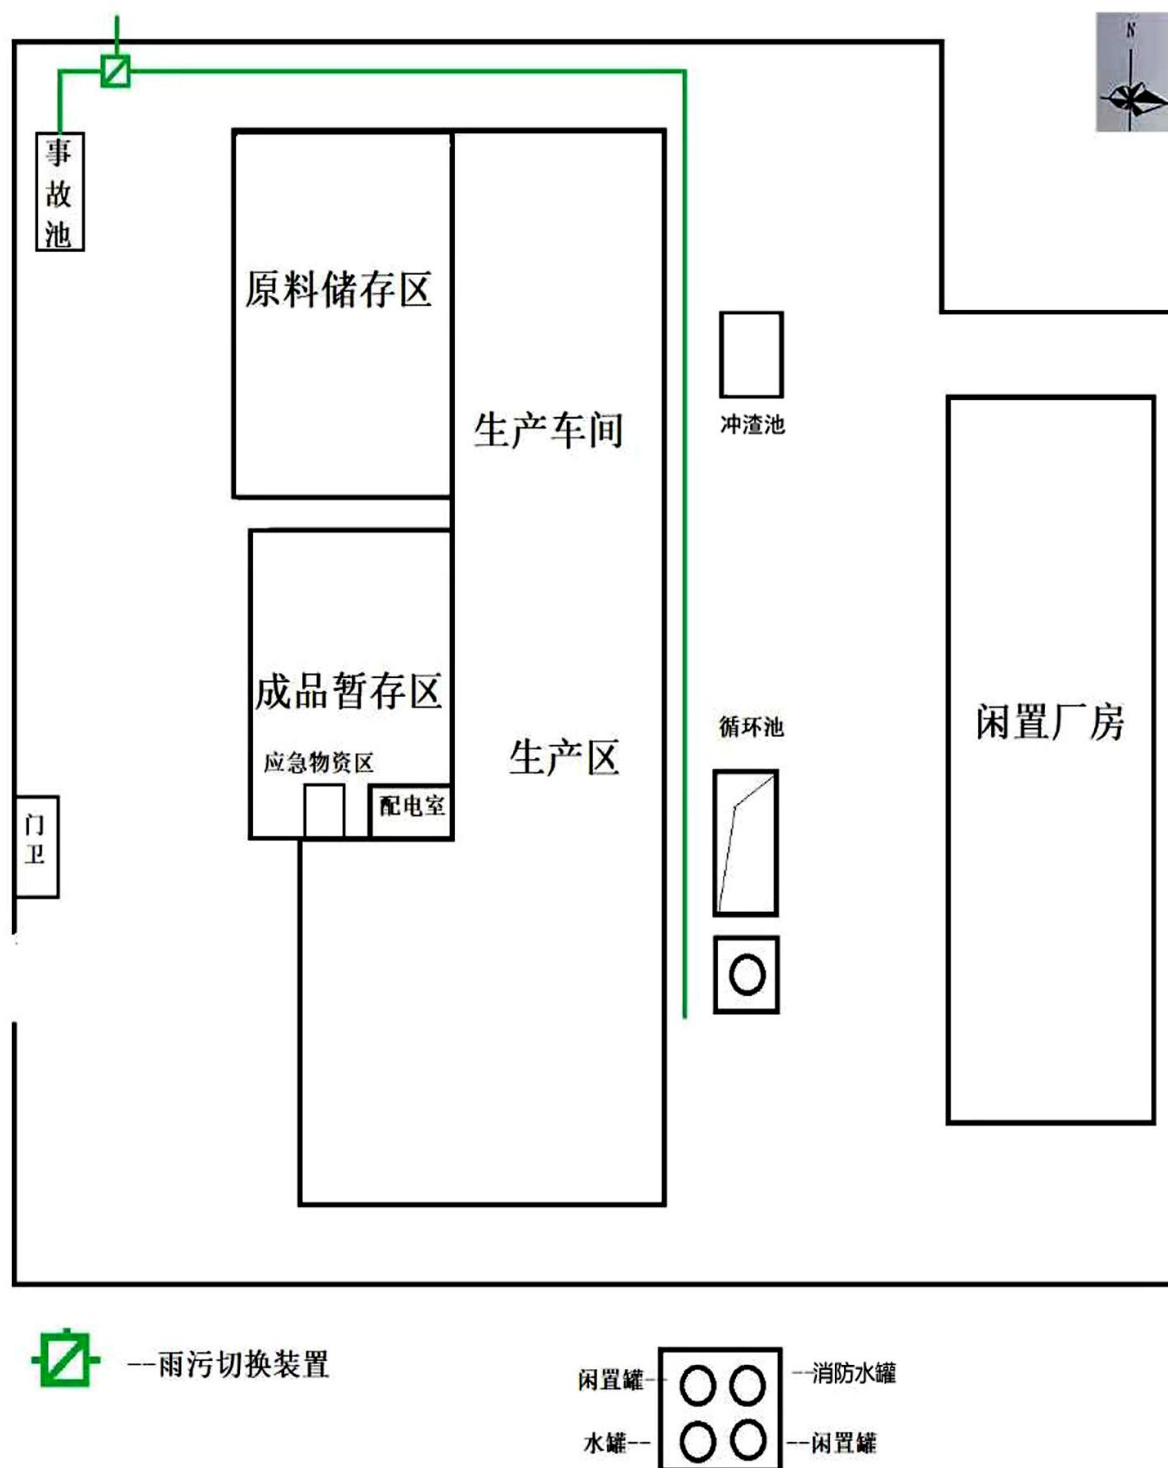 N
事
故
池
原料储存区
生产车间
冲渣池
成品暂存区
应急物资区
配电室
生产区
循环池
闲置厂房
门
卫
--雨污切换装置
闲置罐--
--消防水罐
水罐--
--闲置罐